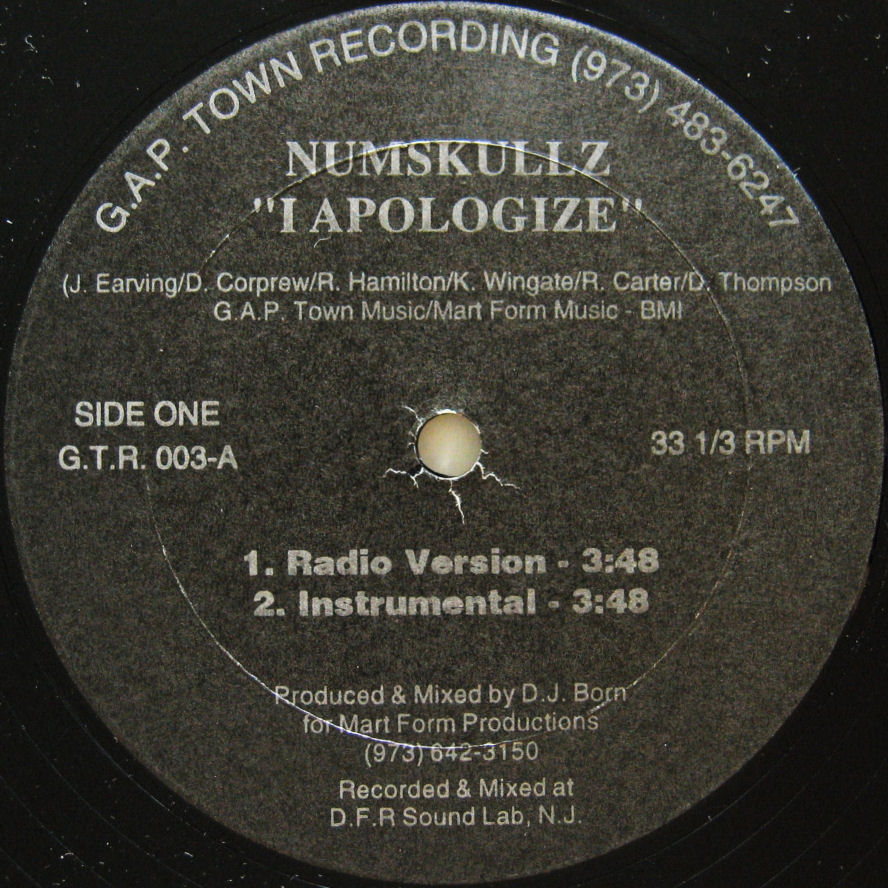 G.A.P. TOWN RECORDING (973) 483-6247
NUMSKULLZ
"I APOLOGIZE"
(J. Earving/D. Corprew/R. Hamilton/K. Wingate/R. Carter/D. Thompson
G.A.P. Town Music/Mart Form Music - BMI
SIDE ONE
G.T.R. 003-A
33 1/3 RPM
1. Radio Version - 3:48
2. Instrumental - 3:48
Produced & Mixed by D.J. Born
for Mart Form Productions
(973) 642-3150
Recorded & Mixed at
D.F.R Sound Lab, N.J.